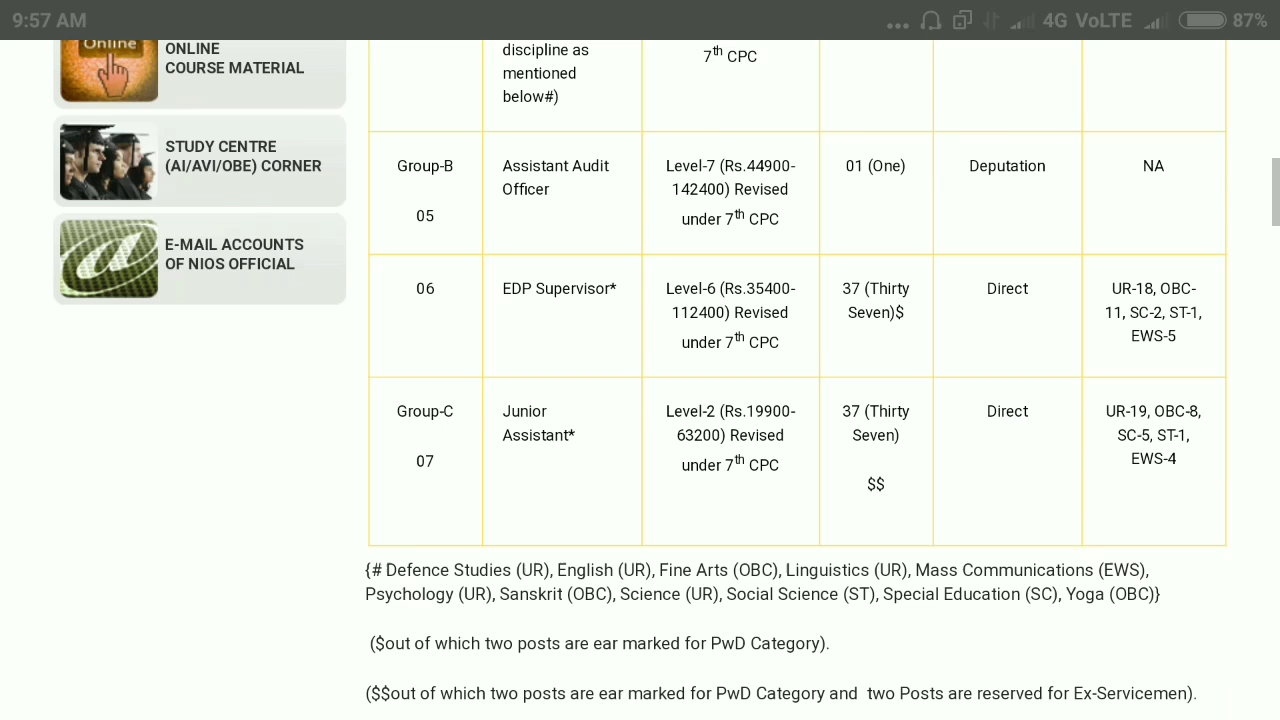 9:57 AM
4G VoLTE
87%
Online
ONLINE
COURSE MATERIAL
STUDY CENTRE
(AI/AVI/OBE) CORNER
E-MAIL ACCOUNTS
OF NIOS OFFICIAL
discipline as
mentioned
below#)
7th CPC
Group-B
05
Assistant Audit
Officer
Level-7 (Rs.44900-
142400) Revised
under 7th CPC
01 (One)
Deputation
NA
06
EDP Supervisor*
Level-6 (Rs.35400-
112400) Revised
under 7th CPC
37 (Thirty
Seven)$
Direct
UR-18, OBC-
11, SC-2, ST-1,
EWS-5
Group-C
07
Junior
Assistant*
Level-2 (Rs.19900-
63200) Revised
under 7th CPC
37 (Thirty
Seven)
$$
Direct
UR-19, OBC-8,
SC-5, ST-1,
EWS-4
{# Defence Studies (UR), English (UR), Fine Arts (OBC), Linguistics (UR), Mass Communications (EWS),
Psychology (UR), Sanskrit (OBC), Science (UR), Social Science (ST), Special Education (SC), Yoga (OBC)}
($out of which two posts are ear marked for PwD Category).
($$out of which two posts are ear marked for PwD Category and two Posts are reserved for Ex-Servicemen).